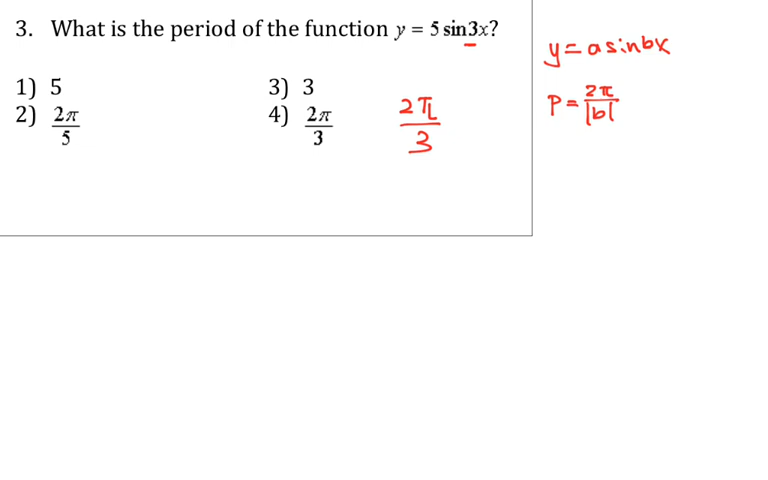 3. What is the period of the function y = 5 sin3x?
y = a sinbx
1) 5
3) 3
2) 2π/5
4) 2π/3
2π/3
P = 2π/|b|